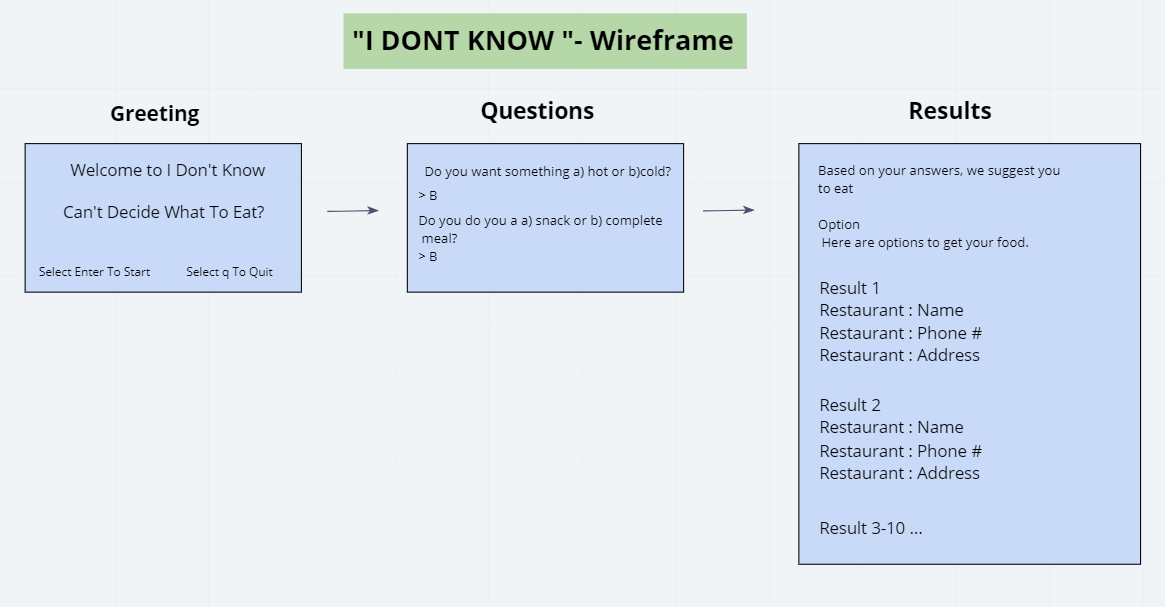 "I DONT KNOW "- Wireframe
Greeting
Welcome to I Don't Know
Can't Decide What To Eat?
Select Enter To Start
Select q To Quit
Questions
Do you want something a) hot or b)cold?
> B
Do you do you a a) snack or b) complete
meal?
> B
Results
Based on your answers, we suggest you
to eat
Option
Here are options to get your food.
Result 1
Restaurant : Name
Restaurant : Phone #
Restaurant : Address
Result 2
Restaurant : Name
Restaurant : Phone #
Restaurant : Address
Result 3-10 ...